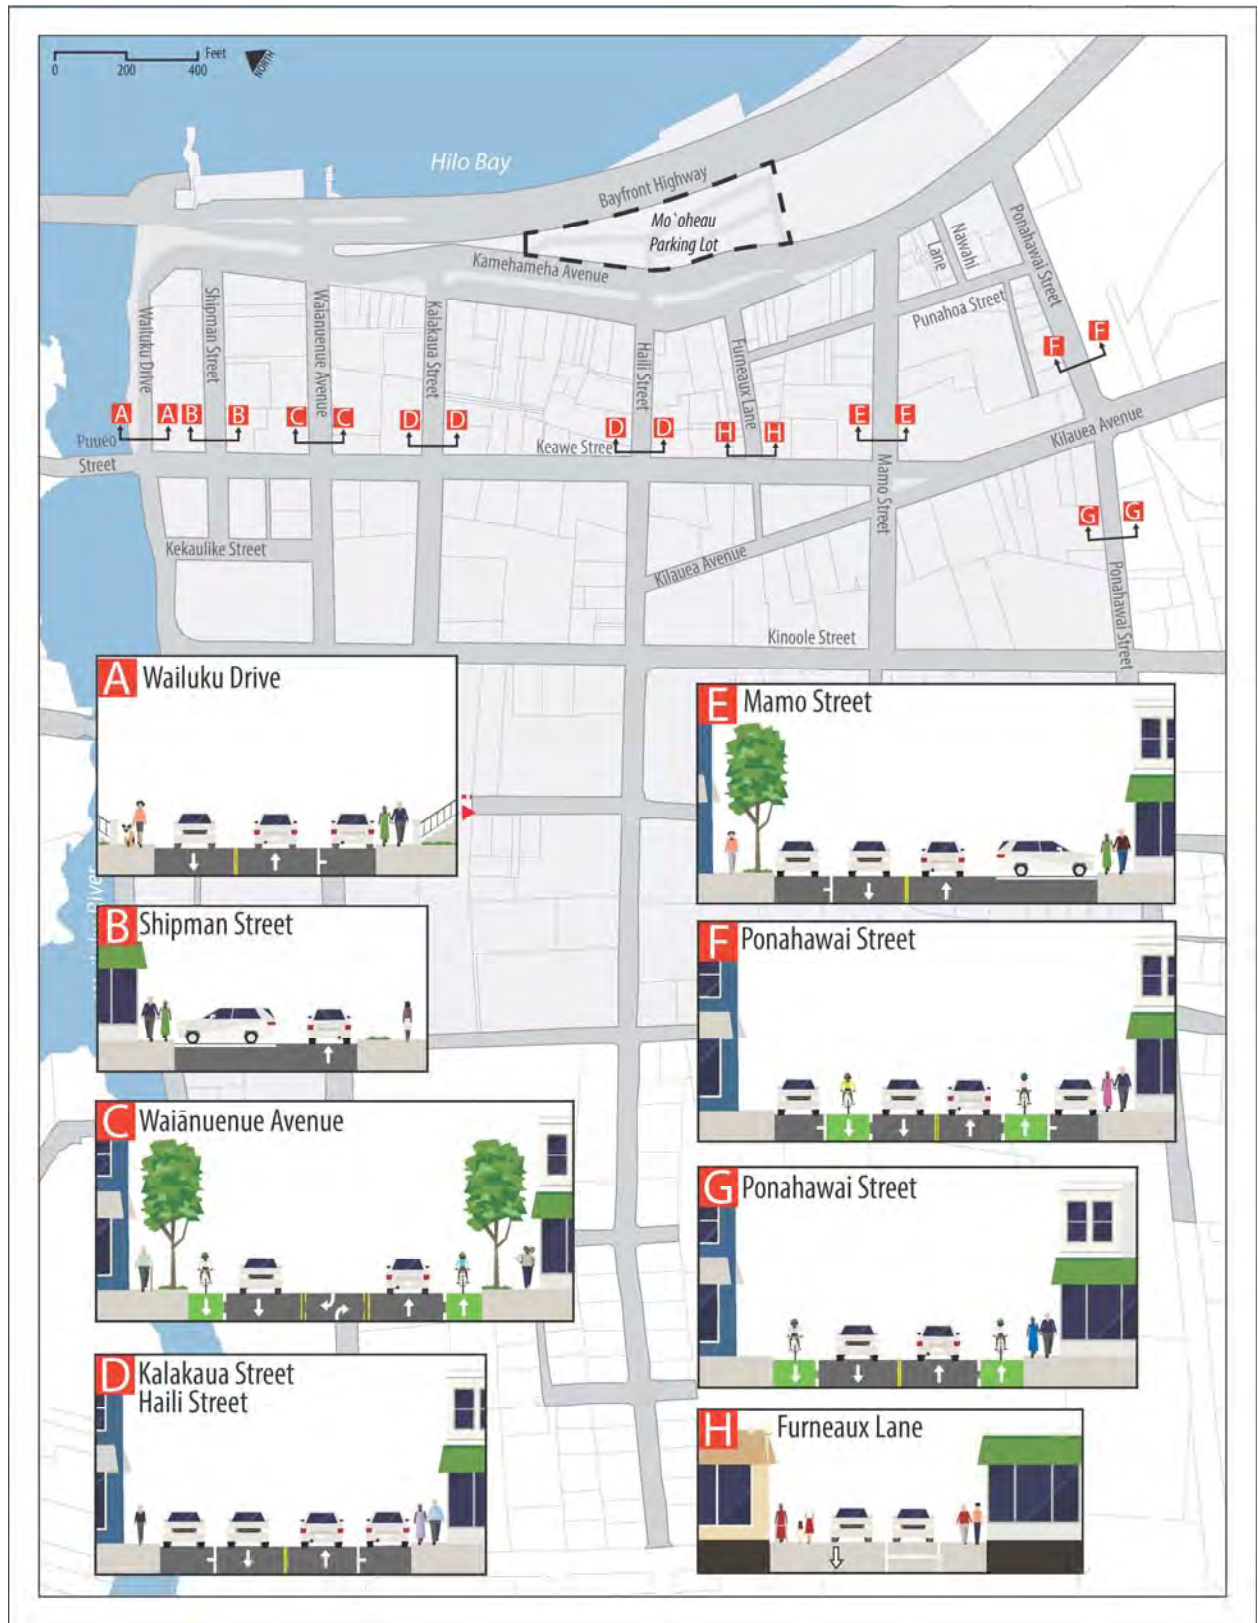 Feet
0 200 400
NORTH
Hilo Bay
Bayfront Highway
Mo`oheau
Parking Lot
Kamehameha Avenue
Wailuku Drive
Shipman Street
Waianuenue Avenue
Kalakaua Street
Haili Street
Furneaux Lane
Mamo Street
Nawahi
Lane
Punahoa Street
Ponahawai Street
Kilauea Avenue
F F
A A B B C C D D D D H H E E
Puueo
Street
Keawe Stree
G G
Kekaulike Street
Kilauea Avenue
Ponahawai Street
Kinoole Street
River
A Wailuku Drive
B Shipman Street
C Waiānuenue Avenue
D Kalakaua Street
Haili Street
E Mamo Street
F Ponahawai Street
G Ponahawai Street
H Furneaux Lane